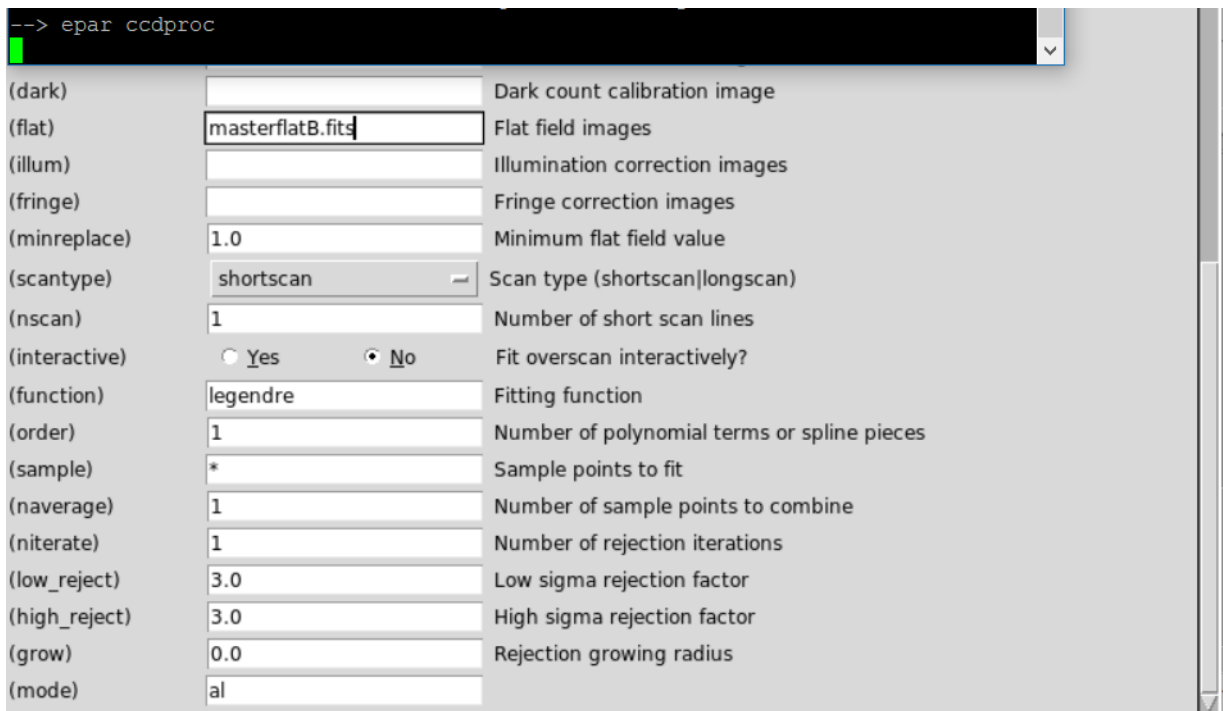 --> epar ccdproc
(dark) Dark count calibration image
(flat) masterflatB.fits Flat field images
(illum) Illumination correction images
(fringe) Fringe correction images
(minreplace) 1.0 Minimum flat field value
(scantype) shortscan Scan type (shortscan|longscan)
(nscan) 1 Number of short scan lines
(interactive) Yes No Fit overscan interactively?
(function) legendre Fitting function
(order) 1 Number of polynomial terms or spline pieces
(sample) * Sample points to fit
(naverage) 1 Number of sample points to combine
(niterate) 1 Number of rejection iterations
(low_reject) 3.0 Low sigma rejection factor
(high_reject) 3.0 High sigma rejection factor
(grow) 0.0 Rejection growing radius
(mode) al